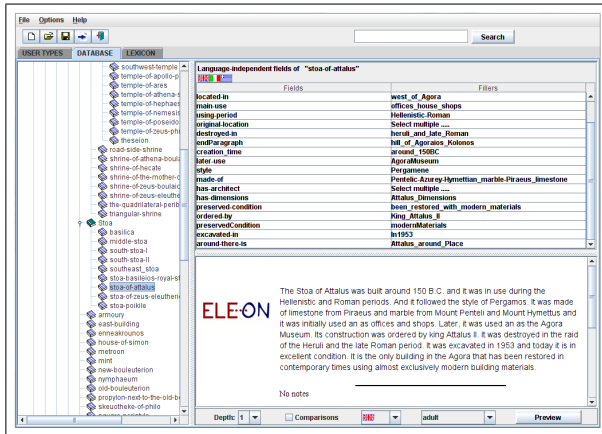 File Options Help
Search
USER TYPES DATABASE LEXICON
southwest-temple
temple-of-apollo-p
temple-of-ares
temple-of-athena-s
temple-of-hephaes
temple-of-nemesis
temple-of-poseido
temple-of-zeus-phi
theseion
road-side-shrine
shrine-of-athena-boula
shrine-of-hecate
shrine-of-the-mother-o
shrine-of-zeus-boulaio
shrine-of-zeus-eleuthe
the-quadrilateral-perib
triangular-shrine
Stoa
basilica
middle-stoa
south-stoa-I
south-stoa-II
southeast_stoa
stoa-basileios-royal-st
stoa-of-attalus
stoa-of-zeus-eleutheri
stoa-poikile
armoury
east-building
enneakrounos
house-of-simon
metroon
mint
new-bouleuterion
nymphaeum
old-bouleuterion
propylon-next-to-the-old-b
skeuotheke-of-philo
Language-independent fields of "stoa-of-attalus"
Fields Fillers
located-in west_of_Agora
main-use offices_house_shops
using-period Hellenistic-Roman
original-location Select multiple .....
destroyed-in heruli_and_late_Roman
endParagraph hill_of_Agoraios_Kolonos
creation_time around_150BC
later-use AgoraMuseum
style Pergamene
made-of Pentelic-Azurey-Hymettian_marble-Piraeus_limestone
has-architect Select multiple .....
has-dimensions Attalus_Dimensions
preserved-condition been_restored_with_modern_materials
ordered-by King_Attalus_II
preservedCondition modernMaterials
excavated-in In1953
around-there-is Attalus_around_Place
ELEON
The Stoa of Attalus was built around 150 B.C. and it was in use during the
Hellenistic and Roman periods. And it followed the style of Pergamos. It was made
of limestone from Piraeus and marble from Mount Penteli and Mount Hymettus and
it was initially used an as offices and shops. Later, it was used an as the Agora
Museum. Its construction was ordered by king Attalus II. It was destroyed in the raid
of the Heruli and the late Roman period. It was excavated in 1953 and today it is in
excellent condition. It is the only building in the Agora that has been restored in
contemporary times using almost exclusively modern building materials.
No notes
Depth: 1 Comparisons adult Preview